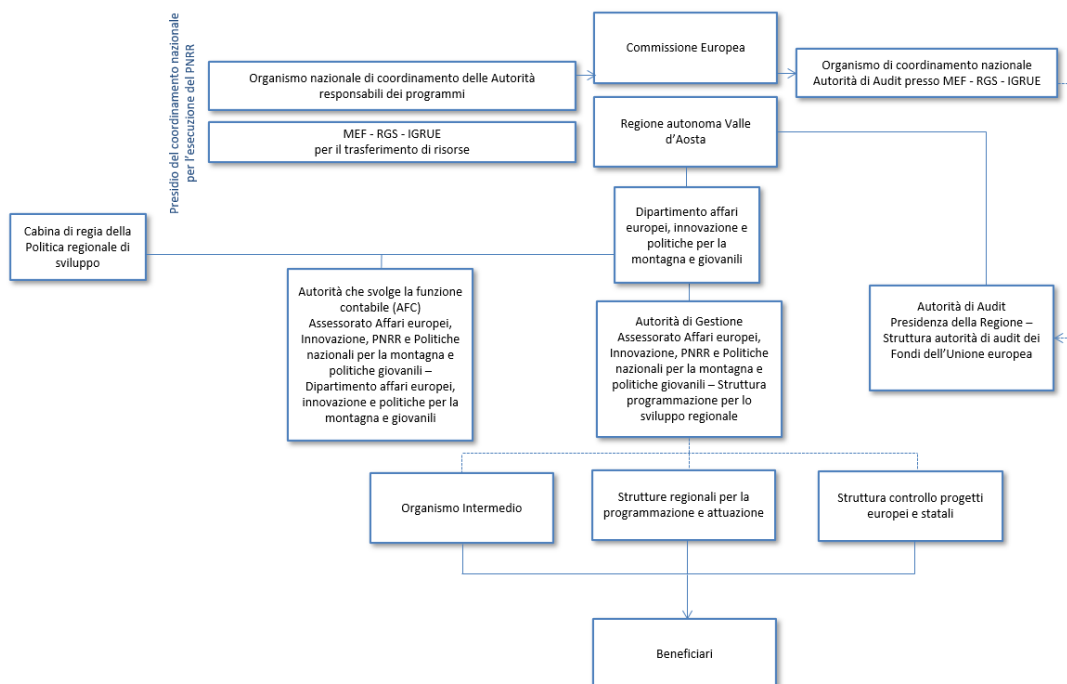 Presidio del coordinamento nazionale
per l'esecuzione del PNRR
Commissione Europea
Organismo nazionale di coordinamento delle Autorità
responsabili dei programmi
Organismo di coordinamento nazionale
Autorità di Audit presso MEF - RGS - IGRUE
MEF - RGS - IGRUE
per il trasferimento di risorse
Regione autonoma Valle
d'Aosta
Dipartimento affari
europei, innovazione e
politiche per la
montagna e giovanili
Cabina di regia della
Politica regionale di
sviluppo
Autorità che svolge la funzione
contabile (AFC)
Assessorato Affari europei,
Innovazione, PNRR e Politiche
nazionali per la montagna e
politiche giovanili –
Dipartimento affari europei,
innovazione e politiche per la
montagna e giovanili
Autorità di Gestione
Assessorato Affari europei,
Innovazione, PNRR e Politiche
nazionali per la montagna e
politiche giovanili – Struttura
programmazione per lo
sviluppo regionale
Autorità di Audit
Presidenza della Regione –
Struttura autorità di audit dei
Fondi dell'Unione europea
Organismo Intermedio
Strutture regionali per la
programmazione e attuazione
Struttura controllo progetti
europei e statali
Beneficiari